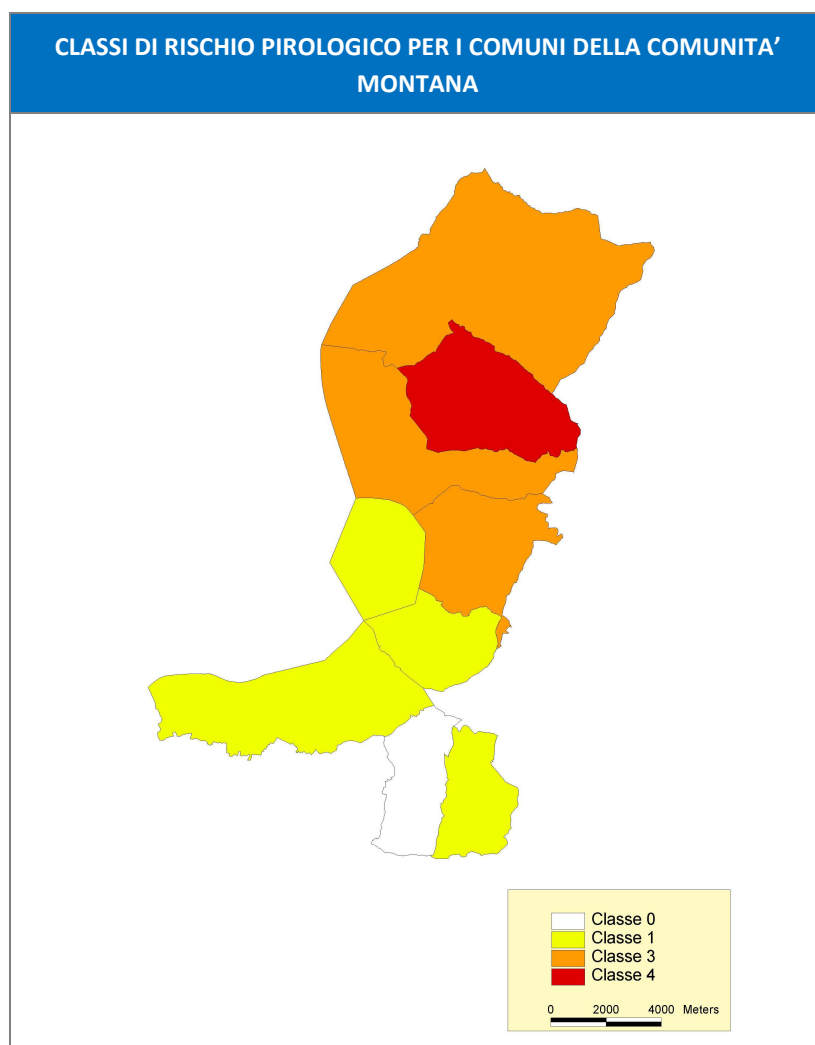 CLASSI DI RISCHIO PIROLOGICO PER I COMUNI DELLA COMUNITA’
MONTANA
Classe 0
Classe 1
Classe 3
Classe 4
0 2000 4000 Meters